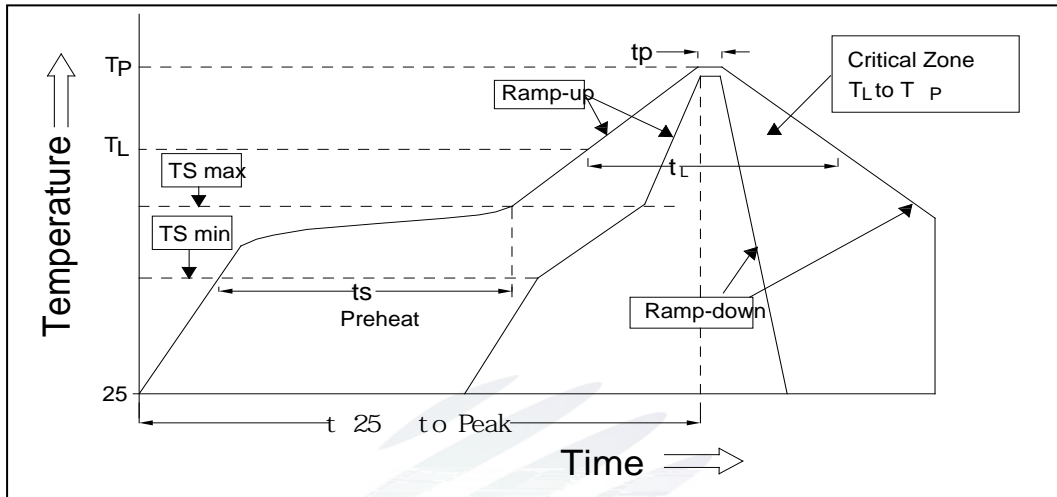 tp
TP
Critical Zone
TL to T P
Ramp-up
TL
tL
TS max
TS min
ts
Preheat
Ramp-down
Temperature
25
t 25 to Peak
Time